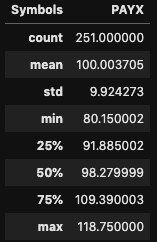 Symbols PAYX
count 251.000000
mean 100.003705
std 9.924273
min 80.150002
25% 91.885002
50% 98.279999
75% 109.390003
max 118.750000